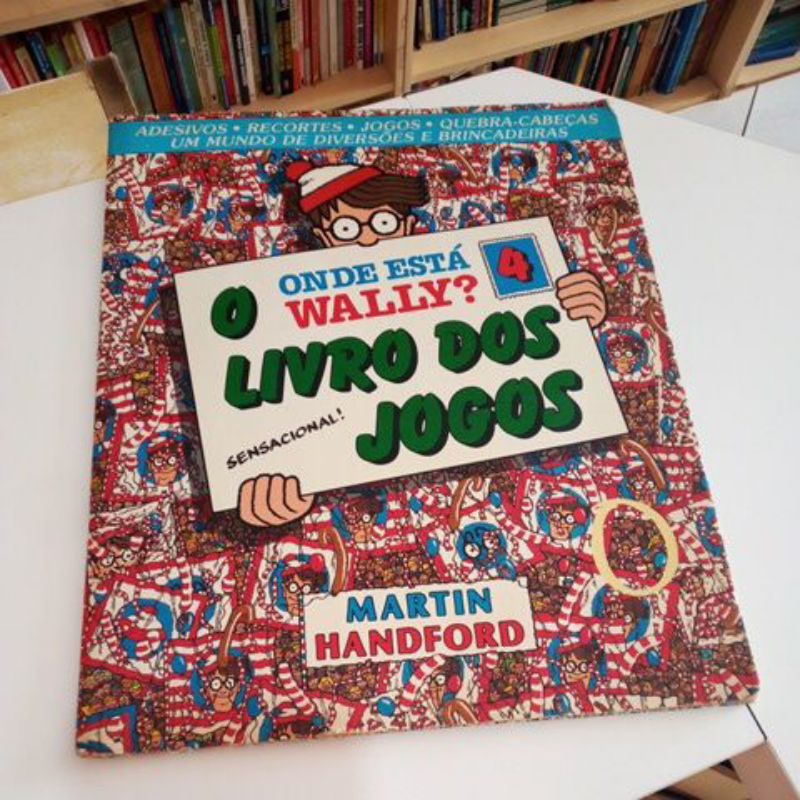 ADESIVOS • RECORTES • JOGOS • QUEBRA-CABEÇAS
UM MUNDO DE DIVERSÕES E BRINCADEIRAS
ONDE ESTÁ
WALLY?
4
O
LIVRO DOS
JOGOS
SENSACIONAL!
MARTIN
HANDFORD